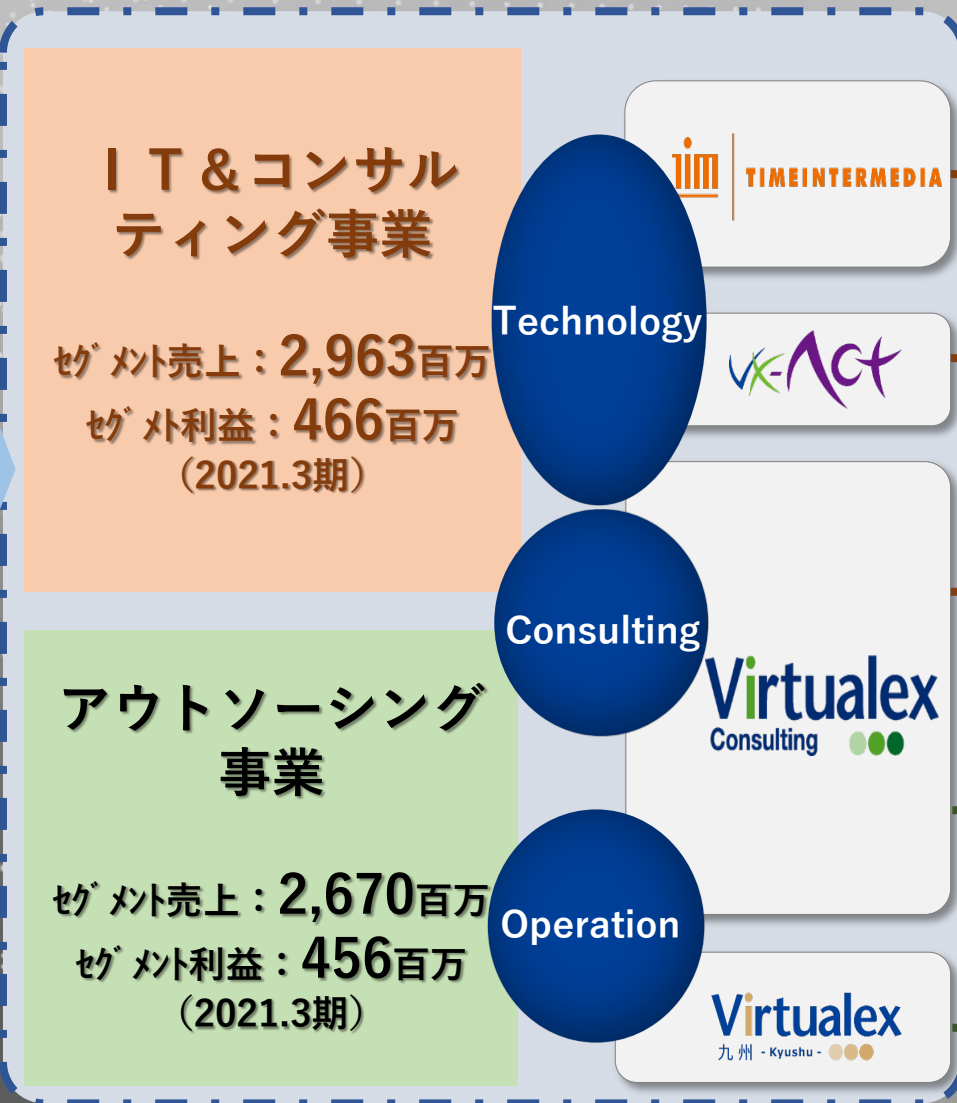 ＩＴ＆コンサル
ティング事業
ｾｸﾞﾒﾝﾄ売上：2,963百万
ｾｸﾞﾒﾄ利益：466百万
（2021.3期）
アウトソーシング
事業
ｾｸﾞﾒﾝﾄ売上：2,670百万
ｾｸﾞﾒﾝﾄ利益：456百万
（2021.3期）
Technology
Consulting
Operation
TIM
TIMEINTERMEDIA
vx-Act
Virtualex
Consulting
Virtualex
九州 - Kyushu -